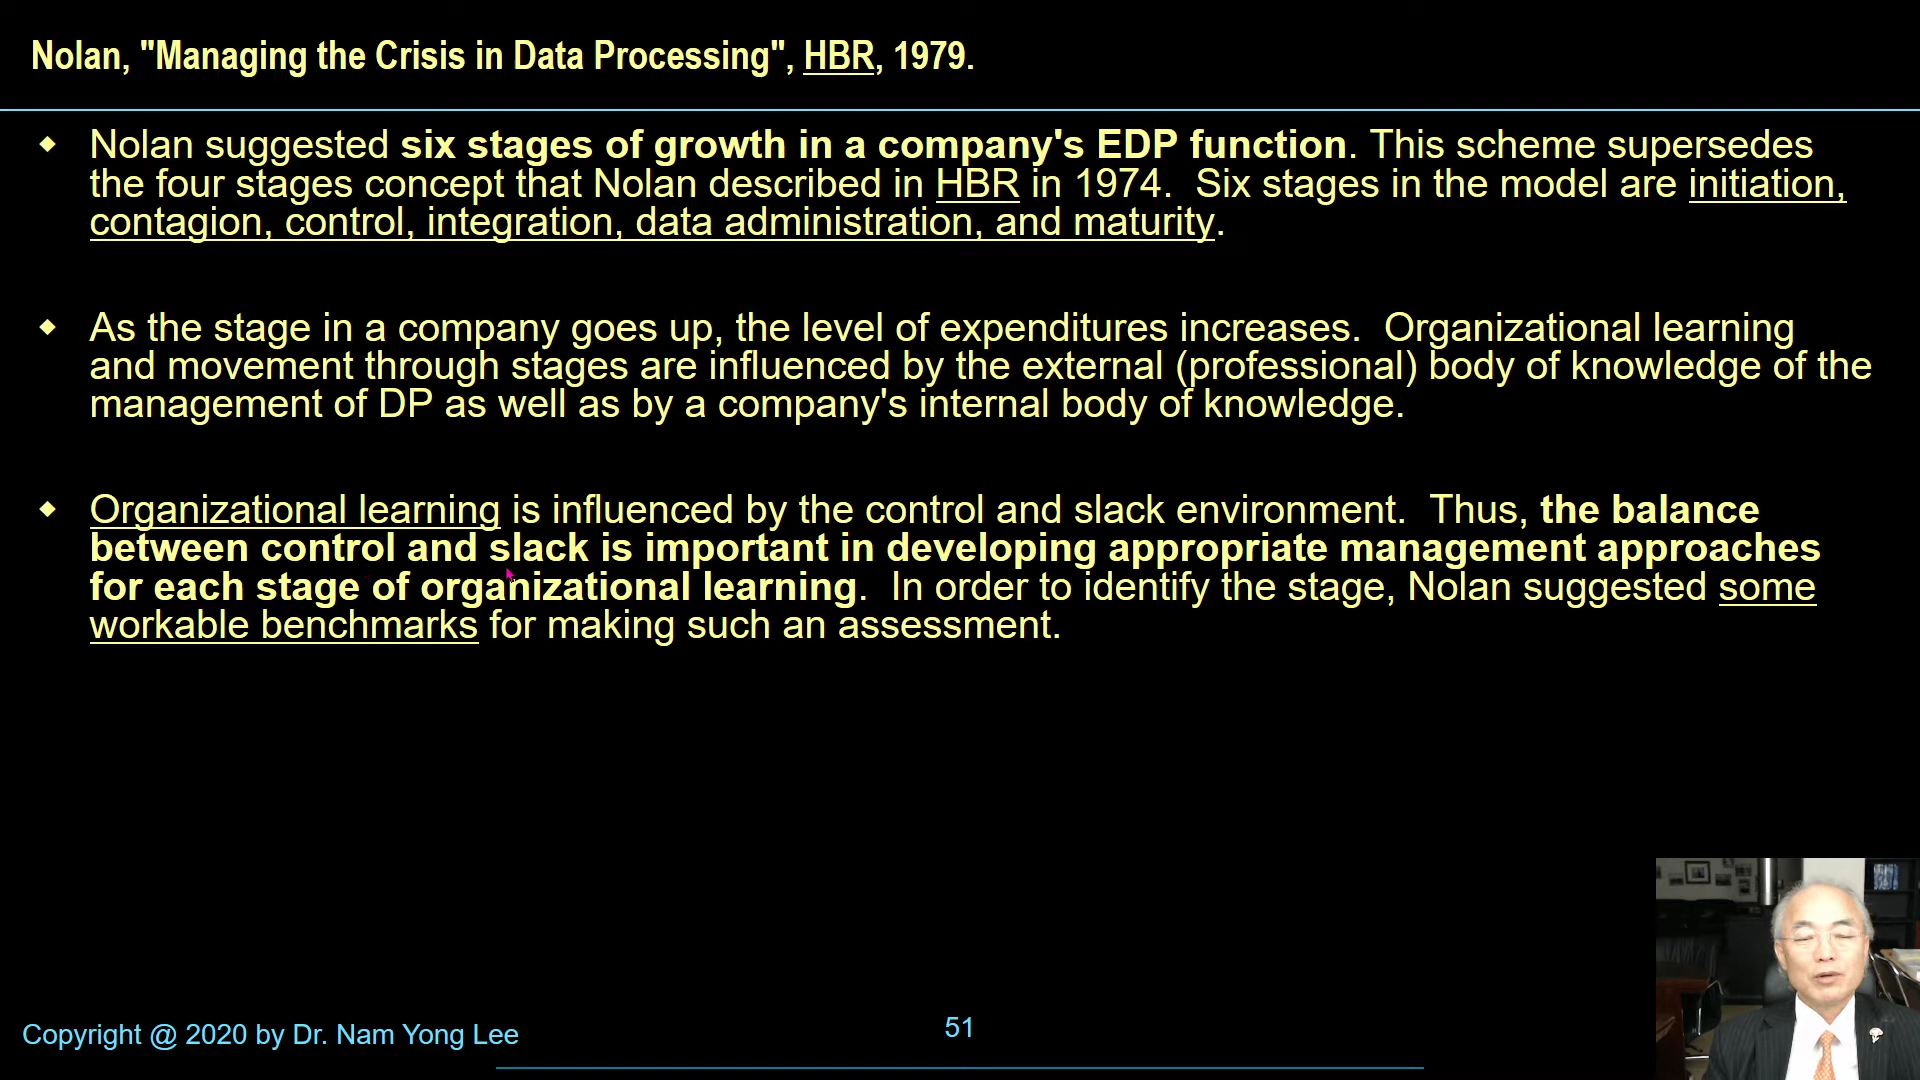 Nolan, "Managing the Crisis in Data Processing", HBR, 1979.
Nolan suggested six stages of growth in a company's EDP function. This scheme supersedes
the four stages concept that Nolan described in HBR in 1974.  Six stages in the model are initiation,
contagion, control, integration, data administration, and maturity.
As the stage in a company goes up, the level of expenditures increases.  Organizational learning
and movement through stages are influenced by the external (professional) body of knowledge of the
management of DP as well as by a company's internal body of knowledge.
Organizational learning is influenced by the control and slack environment.  Thus, the balance
between control and slack is important in developing appropriate management approaches
for each stage of organizational learning.  In order to identify the stage, Nolan suggested some
workable benchmarks for making such an assessment.
Copyright @ 2020 by Dr. Nam Yong Lee
51